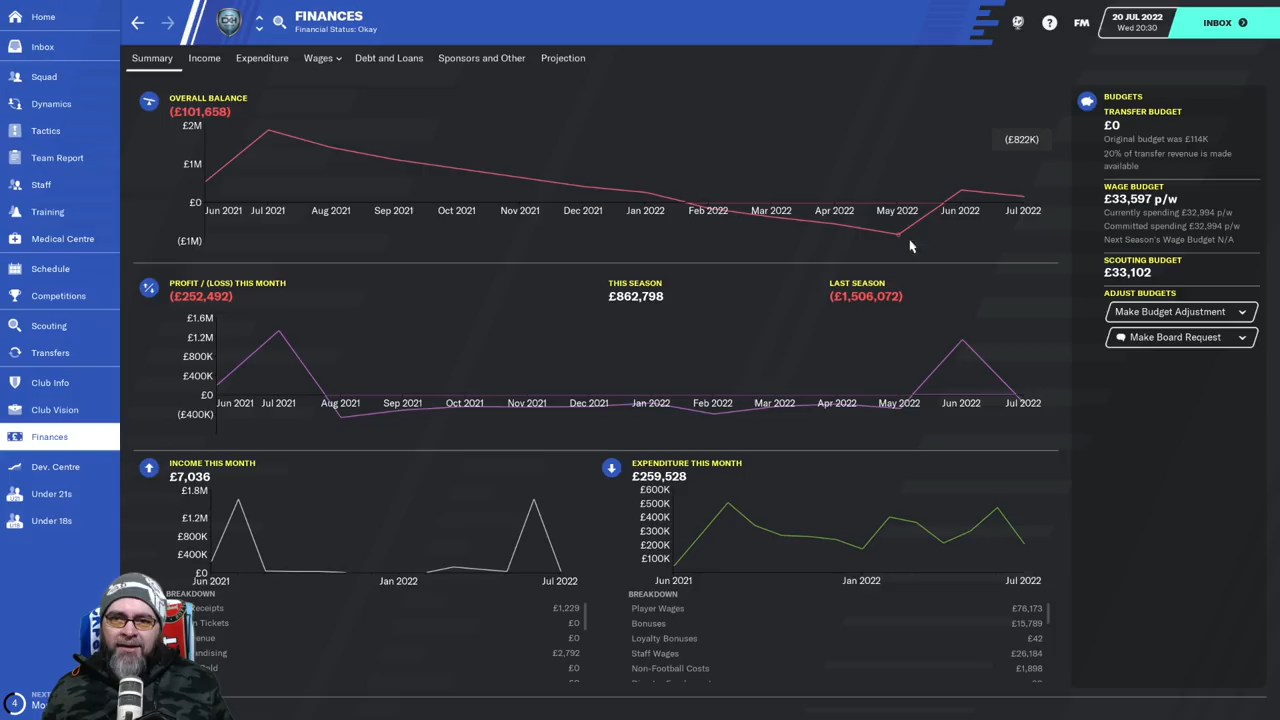 Home
Inbox
Squad
Dynamics
Tactics
Team Report
Staff
Training
Medical Centre
Schedule
Competitions
Scouting
Transfers
Club Info
Club Vision
Finances
Dev. Centre
Under 21s
Under 18s
NEX
4
Mo
FINANCES
Financial Status: Okay
FM
20 JUL 2022
Wed 20:30
INBOX
Summary
Income
Expenditure
Wages
Debt and Loans
Sponsors and Other
Projection
OVERALL BALANCE
(£101,658)
£2M
£1M
£0
(£1M)
(£822K)
Jun 2021 Jul 2021 Aug 2021 Sep 2021 Oct 2021 Nov 2021 Dec 2021 Jan 2022 Feb 2022 Mar 2022 Apr 2022 May 2022 Jun 2022 Jul 2022
PROFIT / (LOSS) THIS MONTH
(£252,492)
THIS SEASON
£862,798
LAST SEASON
(£1,506,072)
£1.6M
£1.2M
£800K
£400K
£0
(£400K)
Jun 2021 Jul 2021 Aug 2021 Sep 2021 Oct 2021 Nov 2021 Dec 2021 Jan 2022 Feb 2022 Mar 2022 Apr 2022 May 2022 Jun 2022 Jul 2022
INCOME THIS MONTH
£7,036
£1.8M
£1.2M
£800K
£400K
£0
Jun 2021 Jan 2022 Jul 2022
BREAKDOWN
Receipts £1,229
n Tickets £0
venue £0
andising £2,792
old £0
EXPENDITURE THIS MONTH
£259,528
£600K
£500K
£400K
£300K
£200K
£100K
Jun 2021 Jan 2022 Jul 2022
BREAKDOWN
Player Wages £76,173
Bonuses £15,789
Loyalty Bonuses £42
Staff Wages £26,184
Non-Football Costs £1,898
BUDGETS
TRANSFER BUDGET
£0
Original budget was £114K
20% of transfer revenue is made
available
WAGE BUDGET
£33,597 p/w
Currently spending £32,994 p/w
Committed spending £32,994 p/w
Next Season's Wage Budget N/A
SCOUTING BUDGET
£33,102
ADJUST BUDGETS
Make Budget Adjustment
Make Board Request